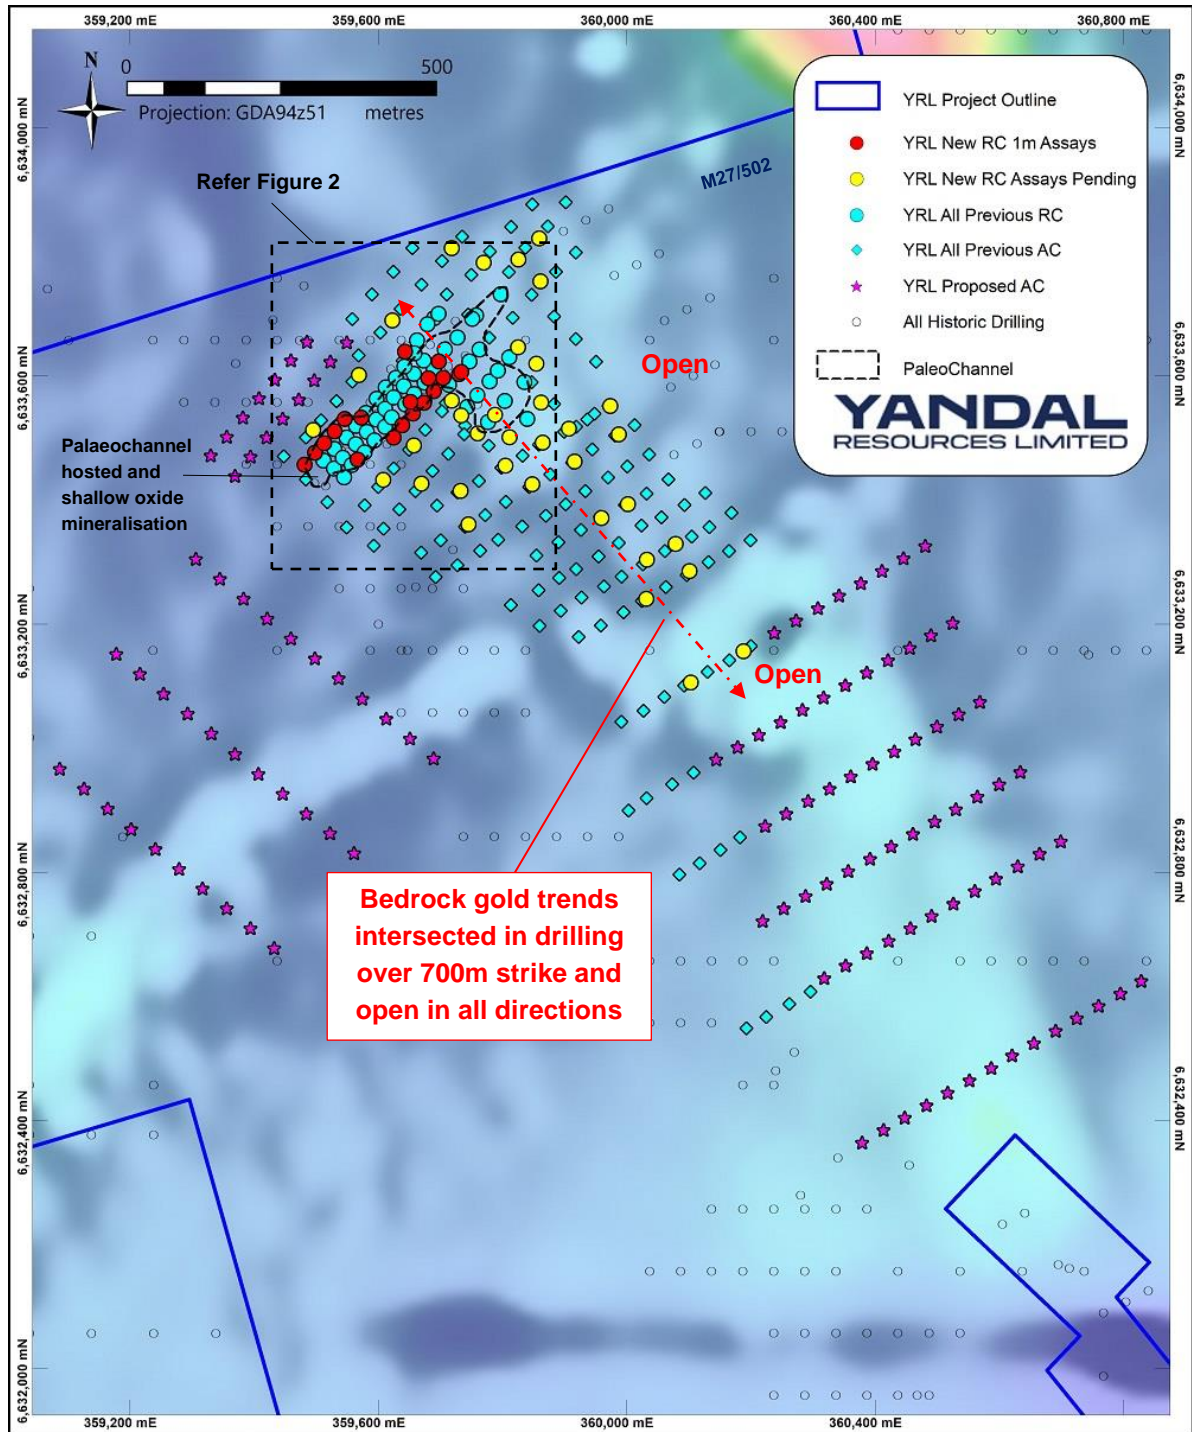 359,200 mE
359,600 mE
360,000 mE
360,400 mE
360,800 mE
N
0
500
Projection: GDA94z51
metres
YRL Project Outline
YRL New RC 1m Assays
YRL New RC Assays Pending
YRL All Previous RC
YRL All Previous AC
YRL Proposed AC
All Historic Drilling
PaleoChannel
YANDAL
RESOURCES LIMITED
6,634,000 mN
6,634,000 mN
M27/502
Refer Figure 2
Open
6,633,600 mN
6,633,600 mN
Palaeochannel
hosted and
shallow oxide
mineralisation
6,633,200 mN
6,633,200 mN
Open
6,632,800 mN
6,632,800 mN
Bedrock gold trends
intersected in drilling
over 700m strike and
open in all directions
6,632,400 mN
6,632,400 mN
6,632,000 mN
6,632,000 mN
359,200 mE
359,600 mE
360,000 mE
360,400 mE